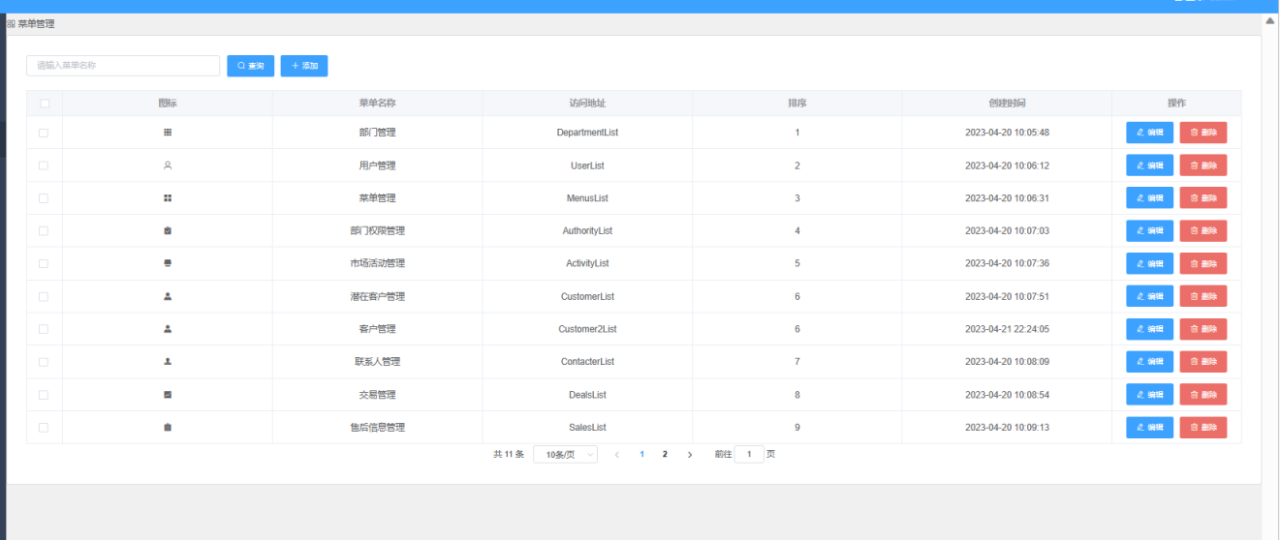 菜单管理
请输入菜单名称 查询 添加
图标 菜单名称 访问地址 排序 创建时间 操作
部门管理 DepartmentList 1 2023-04-20 10:05:48 编辑 删除
用户管理 UserList 2 2023-04-20 10:06:12 编辑 删除
菜单管理 MenusList 3 2023-04-20 10:06:31 编辑 删除
部门权限管理 AuthorityList 4 2023-04-20 10:07:03 编辑 删除
市场活动管理 ActivityList 5 2023-04-20 10:07:36 编辑 删除
潜在客户管理 CustomerList 6 2023-04-20 10:07:51 编辑 删除
客户管理 Customer2List 6 2023-04-21 22:24:05 编辑 删除
联系人管理 ContacterList 7 2023-04-20 10:08:09 编辑 删除
交易管理 DealsList 8 2023-04-20 10:08:54 编辑 删除
售后信息管理 SalesList 9 2023-04-20 10:09:13 编辑 删除
共 11 条 10条/页 1 2 前往 1 页